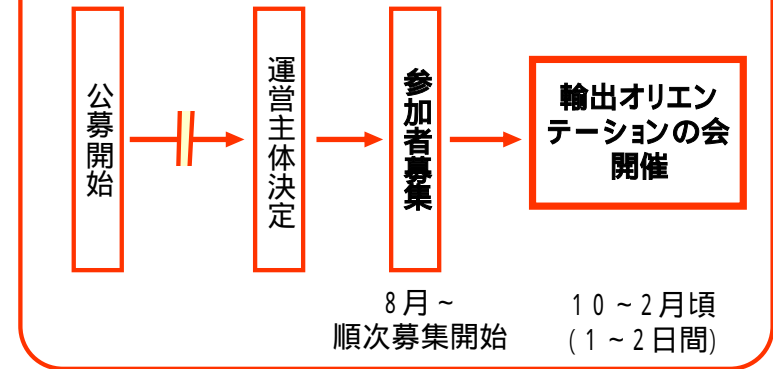 公募開始
運営主体決定
参加者募集
輸出オリエン
テーションの会
開催
8月~
順次募集開始
10~2月頃
(1~2日間)